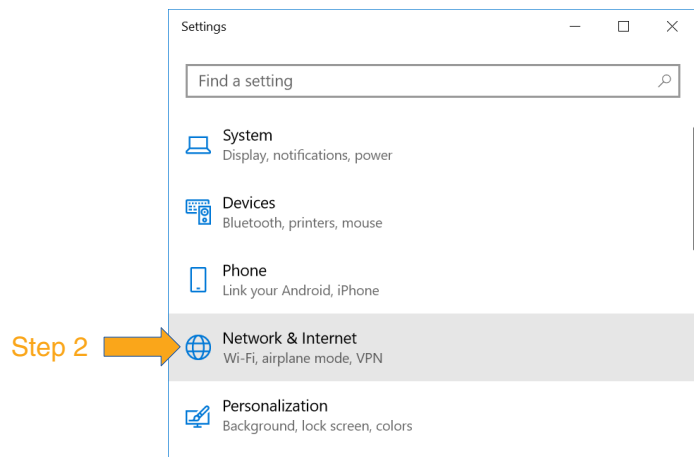 Settings
Find a setting
System
Display, notifications, power
Devices
Bluetooth, printers, mouse
Phone
Link your Android, iPhone
Step 2
Network & Internet
Wi-Fi, airplane mode, VPN
Personalization
Background, lock screen, colors